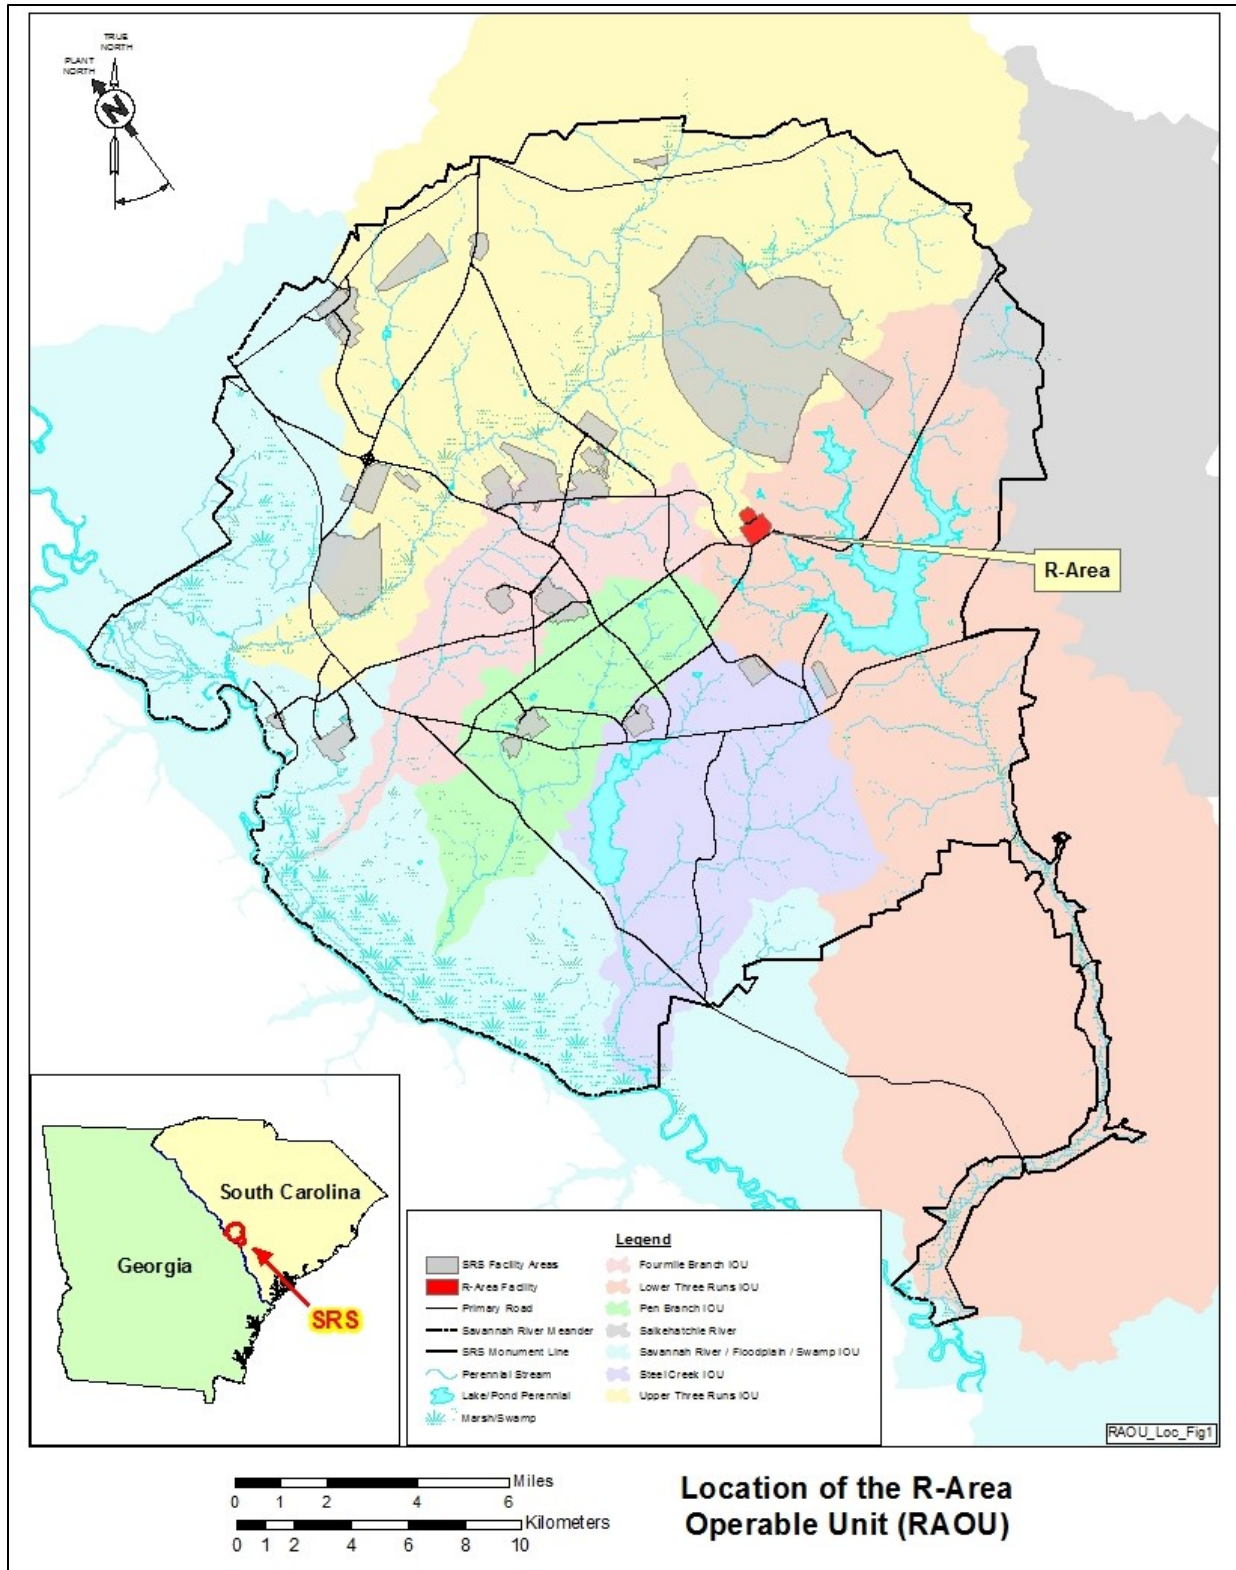 TRUE
NORTH
PLANT
NORTH
N
R-Area
South Carolina
Georgia
SRS
Legend
SRS Facility Areas
R-Area Facility
Primary Road
Savannah River Meander
SRS Monument Line
Perennial Stream
Lake/Pond Perennial
Marsh/Swamp
Fourmile Branch IOU
Lower Three Runs IOU
Pen Branch IOU
Salkehatchie River
Savannah River / Floodplain / Swamp IOU
Steel Creek IOU
Upper Three Runs IOU
RAOU_Loc_Fig1
Miles
0 1 2 4 6
Kilometers
0 1 2 4 6 8 10
Location of the R-Area
Operable Unit (RAOU)